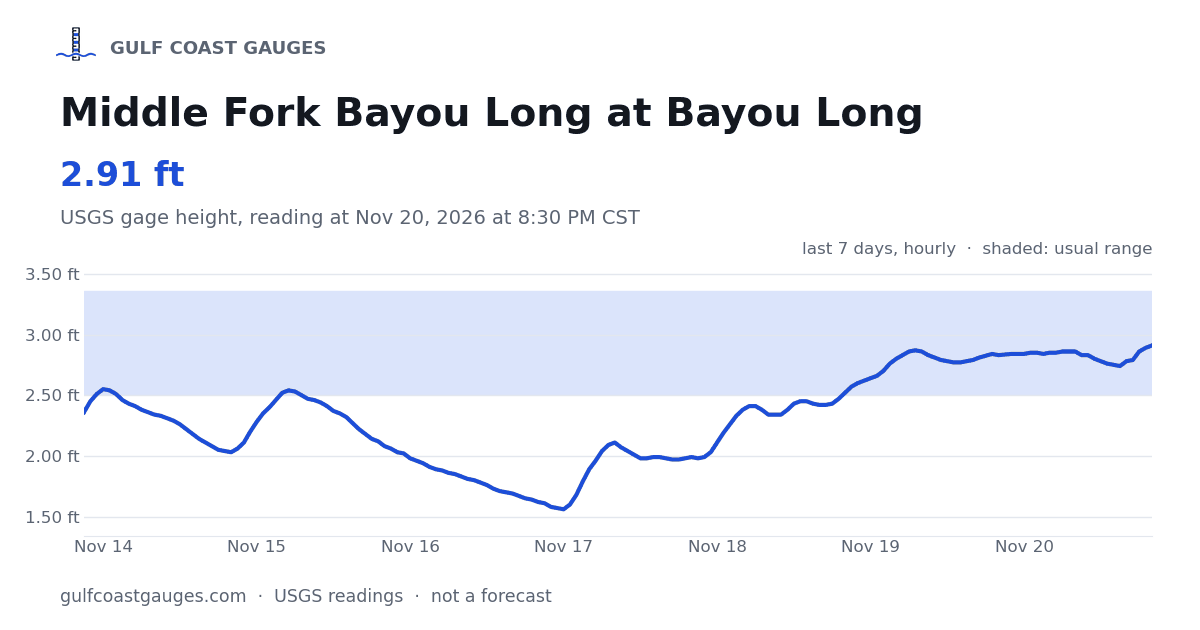 GULF COAST GAUGES
Middle Fork Bayou Long at Bayou Long
2.91 ft
USGS gage height, reading at Nov 20, 2026 at 8:30 PM CST
last 7 days, hourly · shaded: usual range
3.50 ft
3.00 ft
2.50 ft
2.00 ft
1.50 ft
Nov 14 Nov 15 Nov 16 Nov 17 Nov 18 Nov 19 Nov 20
gulfcoastgauges.com · USGS readings · not a forecast